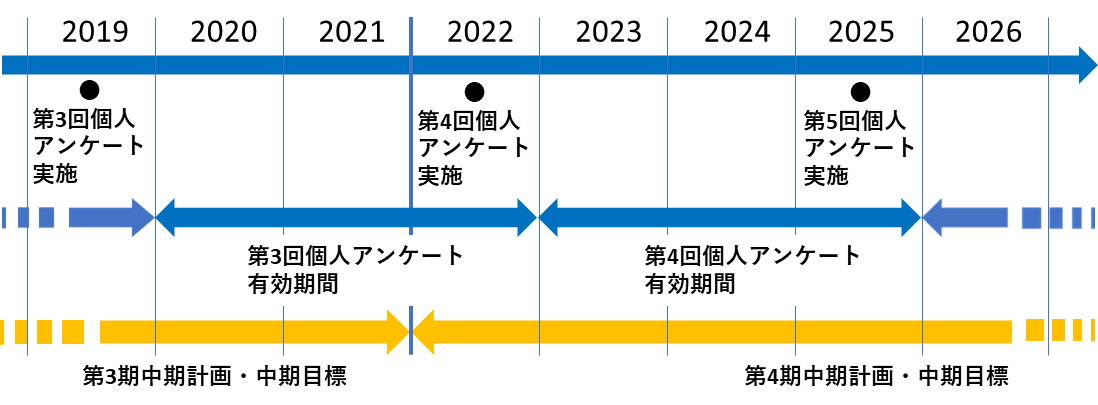 2019 2020 2021 2022 2023 2024 2025 2026
第3回個人
アンケート
実施
第4回個人
アンケート
実施
第5回個人
アンケート
実施
第3回個人アンケート
有効期間
第4回個人アンケート
有効期間
第3期中期計画・中期目標
第4期中期計画・中期目標